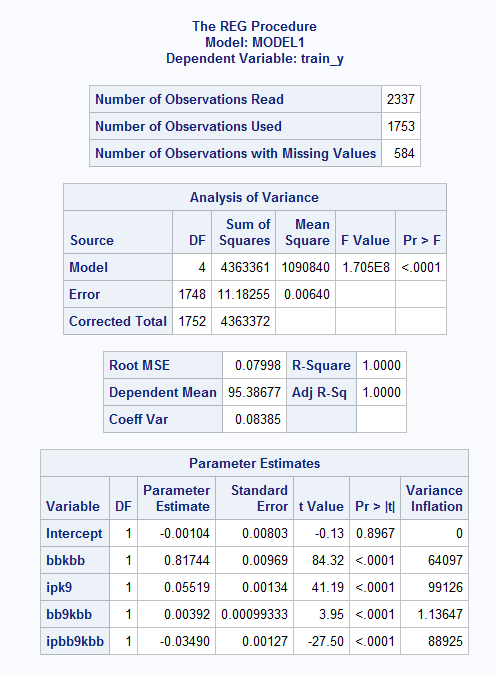 The REG Procedure
Model: MODEL1
Dependent Variable: train_y
Number of Observations Read 2337
Number of Observations Used 1753
Number of Observations with Missing Values 584
Analysis of Variance
Source DF Sum of Squares Mean Square F Value Pr > F
Model 4 4363361 1090840 1.705E8 <.0001
Error 1748 11.18255 0.00640
Corrected Total 1752 4363372
Root MSE 0.07998 R-Square 1.0000
Dependent Mean 95.38677 Adj R-Sq 1.0000
Coeff Var 0.08385
Parameter Estimates
Variable DF Parameter Estimate Standard Error t Value Pr > |t| Variance Inflation
Intercept 1 -0.00104 0.00803 -0.13 0.8967 0
bbkbb 1 0.81744 0.00969 84.32 <.0001 64097
ipk9 1 0.05519 0.00134 41.19 <.0001 99126
bb9kbb 1 0.00392 0.00099333 3.95 <.0001 1.13647
ipbb9kbb 1 -0.03490 0.00127 -27.50 <.0001 88925